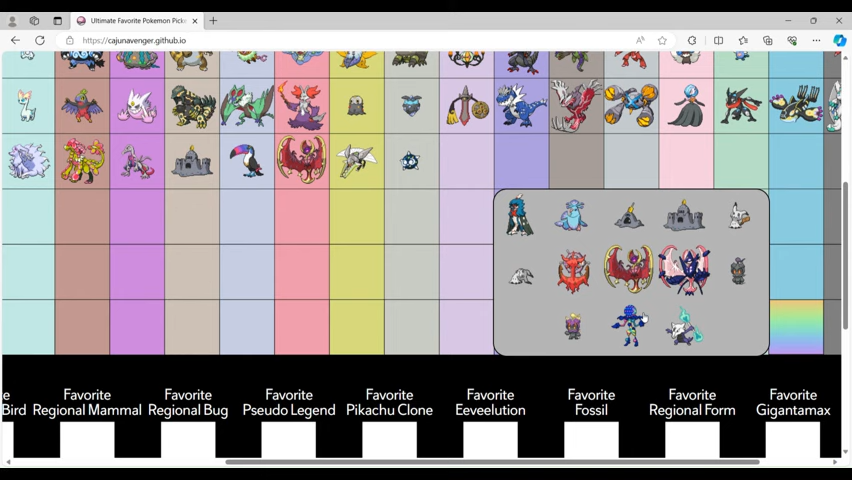 Ultimate Favorite Pokemon Pick
https://cajunavenger.github.io
e
Bird
Favorite
Regional Mammal
Favorite
Regional Bug
Favorite
Pseudo Legend
Favorite
Pikachu Clone
Favorite
Eeveelution
Favorite
Fossil
Favorite
Regional Form
Favorite
Gigantamax